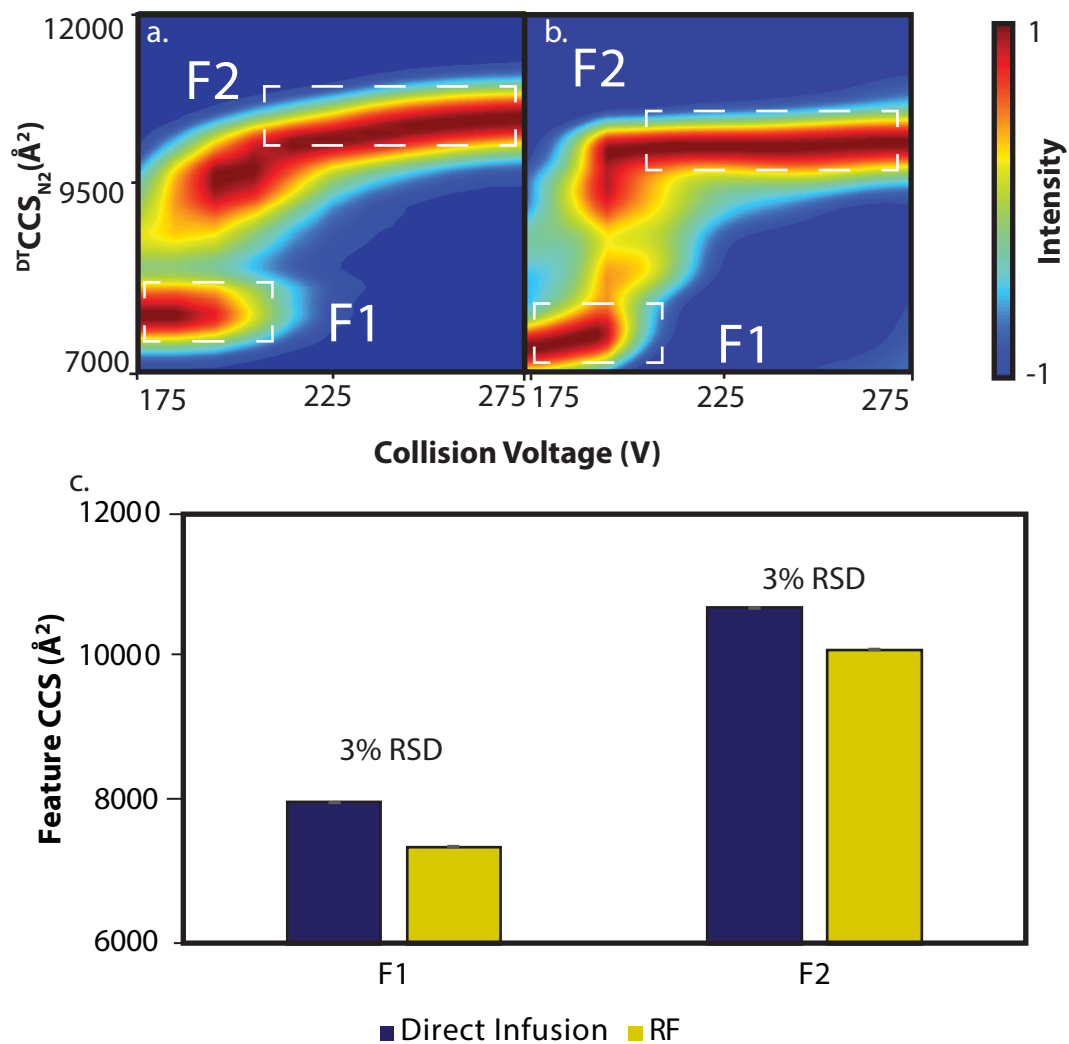 12000
9500
7000
DTCCSN2(Å²)
a.
F2
F1
b.
F2
F1
175
225
275
175
225
275
Collision Voltage (V)
1
-1
Intensity
c.
12000
10000
8000
6000
Feature CCS (Å²)
3% RSD
3% RSD
F1
F2
Direct Infusion
RF